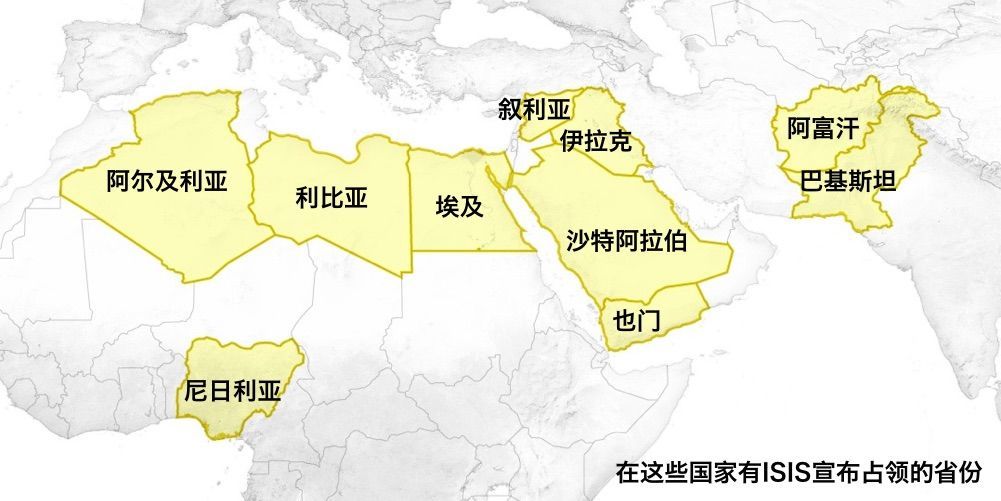 叙利亚
伊拉克
阿富汗
阿尔及利亚
利比亚
埃及
巴基斯坦
沙特阿拉伯
也门
尼日利亚
在这些国家有ISIS宣布占领的省份